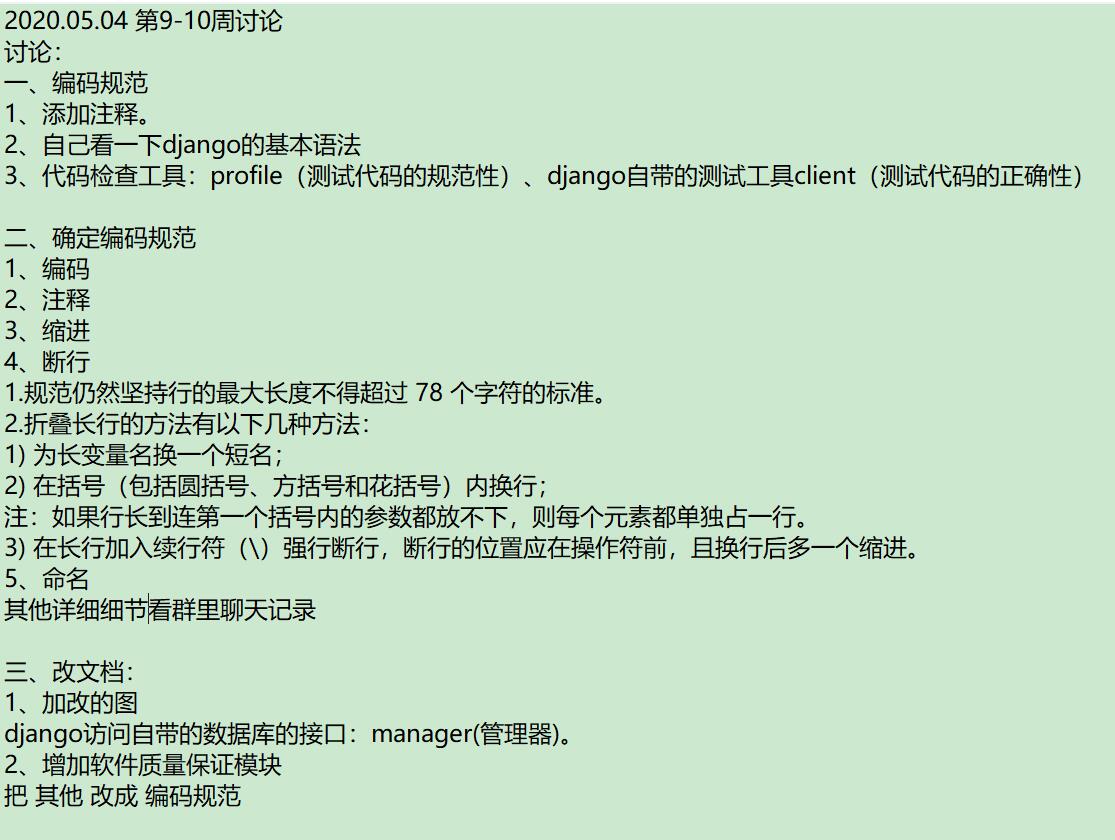 2020.05.04 第9-10周讨论
讨论：
一、编码规范
1、添加注释。
2、自己看一下django的基本语法
3、代码检查工具：profile（测试代码的规范性）、django自带的测试工具client（测试代码的正确性）
二、确定编码规范
1、编码
2、注释
3、缩进
4、断行
1.规范仍然坚持行的最大长度不得超过 78 个字符的标准。
2.折叠长行的方法有以下几种方法：
1) 为长变量名换一个短名；
2) 在括号（包括圆括号、方括号和花括号）内换行；
注：如果行长到连第一个括号内的参数都放不下，则每个元素都单独占一行。
3) 在长行加入续行符（\）强行断行，断行的位置应在操作符前，且换行后多一个缩进。
5、命名
其他详细细节看群里聊天记录
三、改文档：
1、加改的图
django访问自带的数据库的接口：manager(管理器)。
2、增加软件质量保证模块
把 其他 改成 编码规范